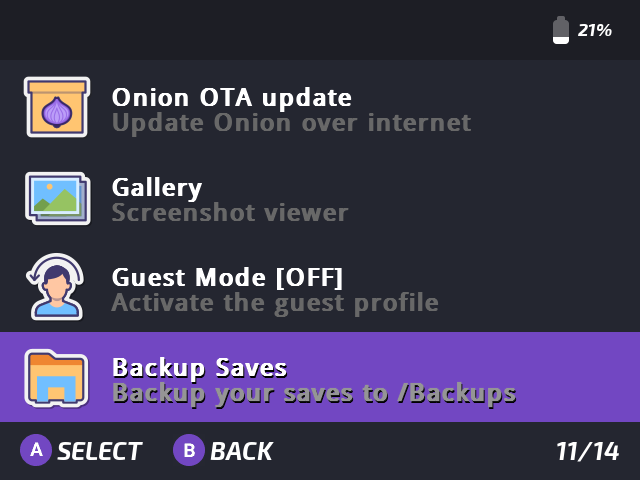 21%
Onion OTA update
Update Onion over internet
Gallery
Screenshot viewer
Guest Mode [OFF]
Activate the guest profile
Backup Saves
Backup your saves to /Backups
A SELECT B BACK 11/14